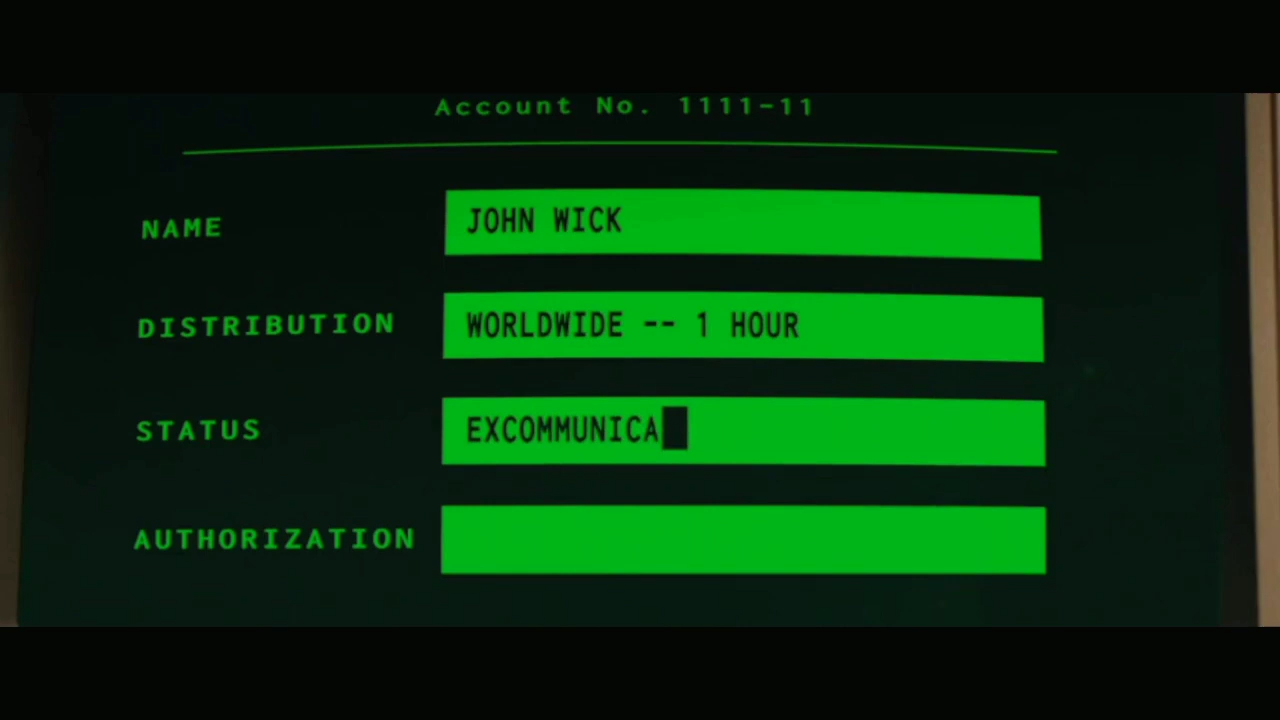 Account No. 1111-11
NAME JOHN WICK
DISTRIBUTION WORLDWIDE -- 1 HOUR
STATUS EXCOMMUNICA
AUTHORIZATION